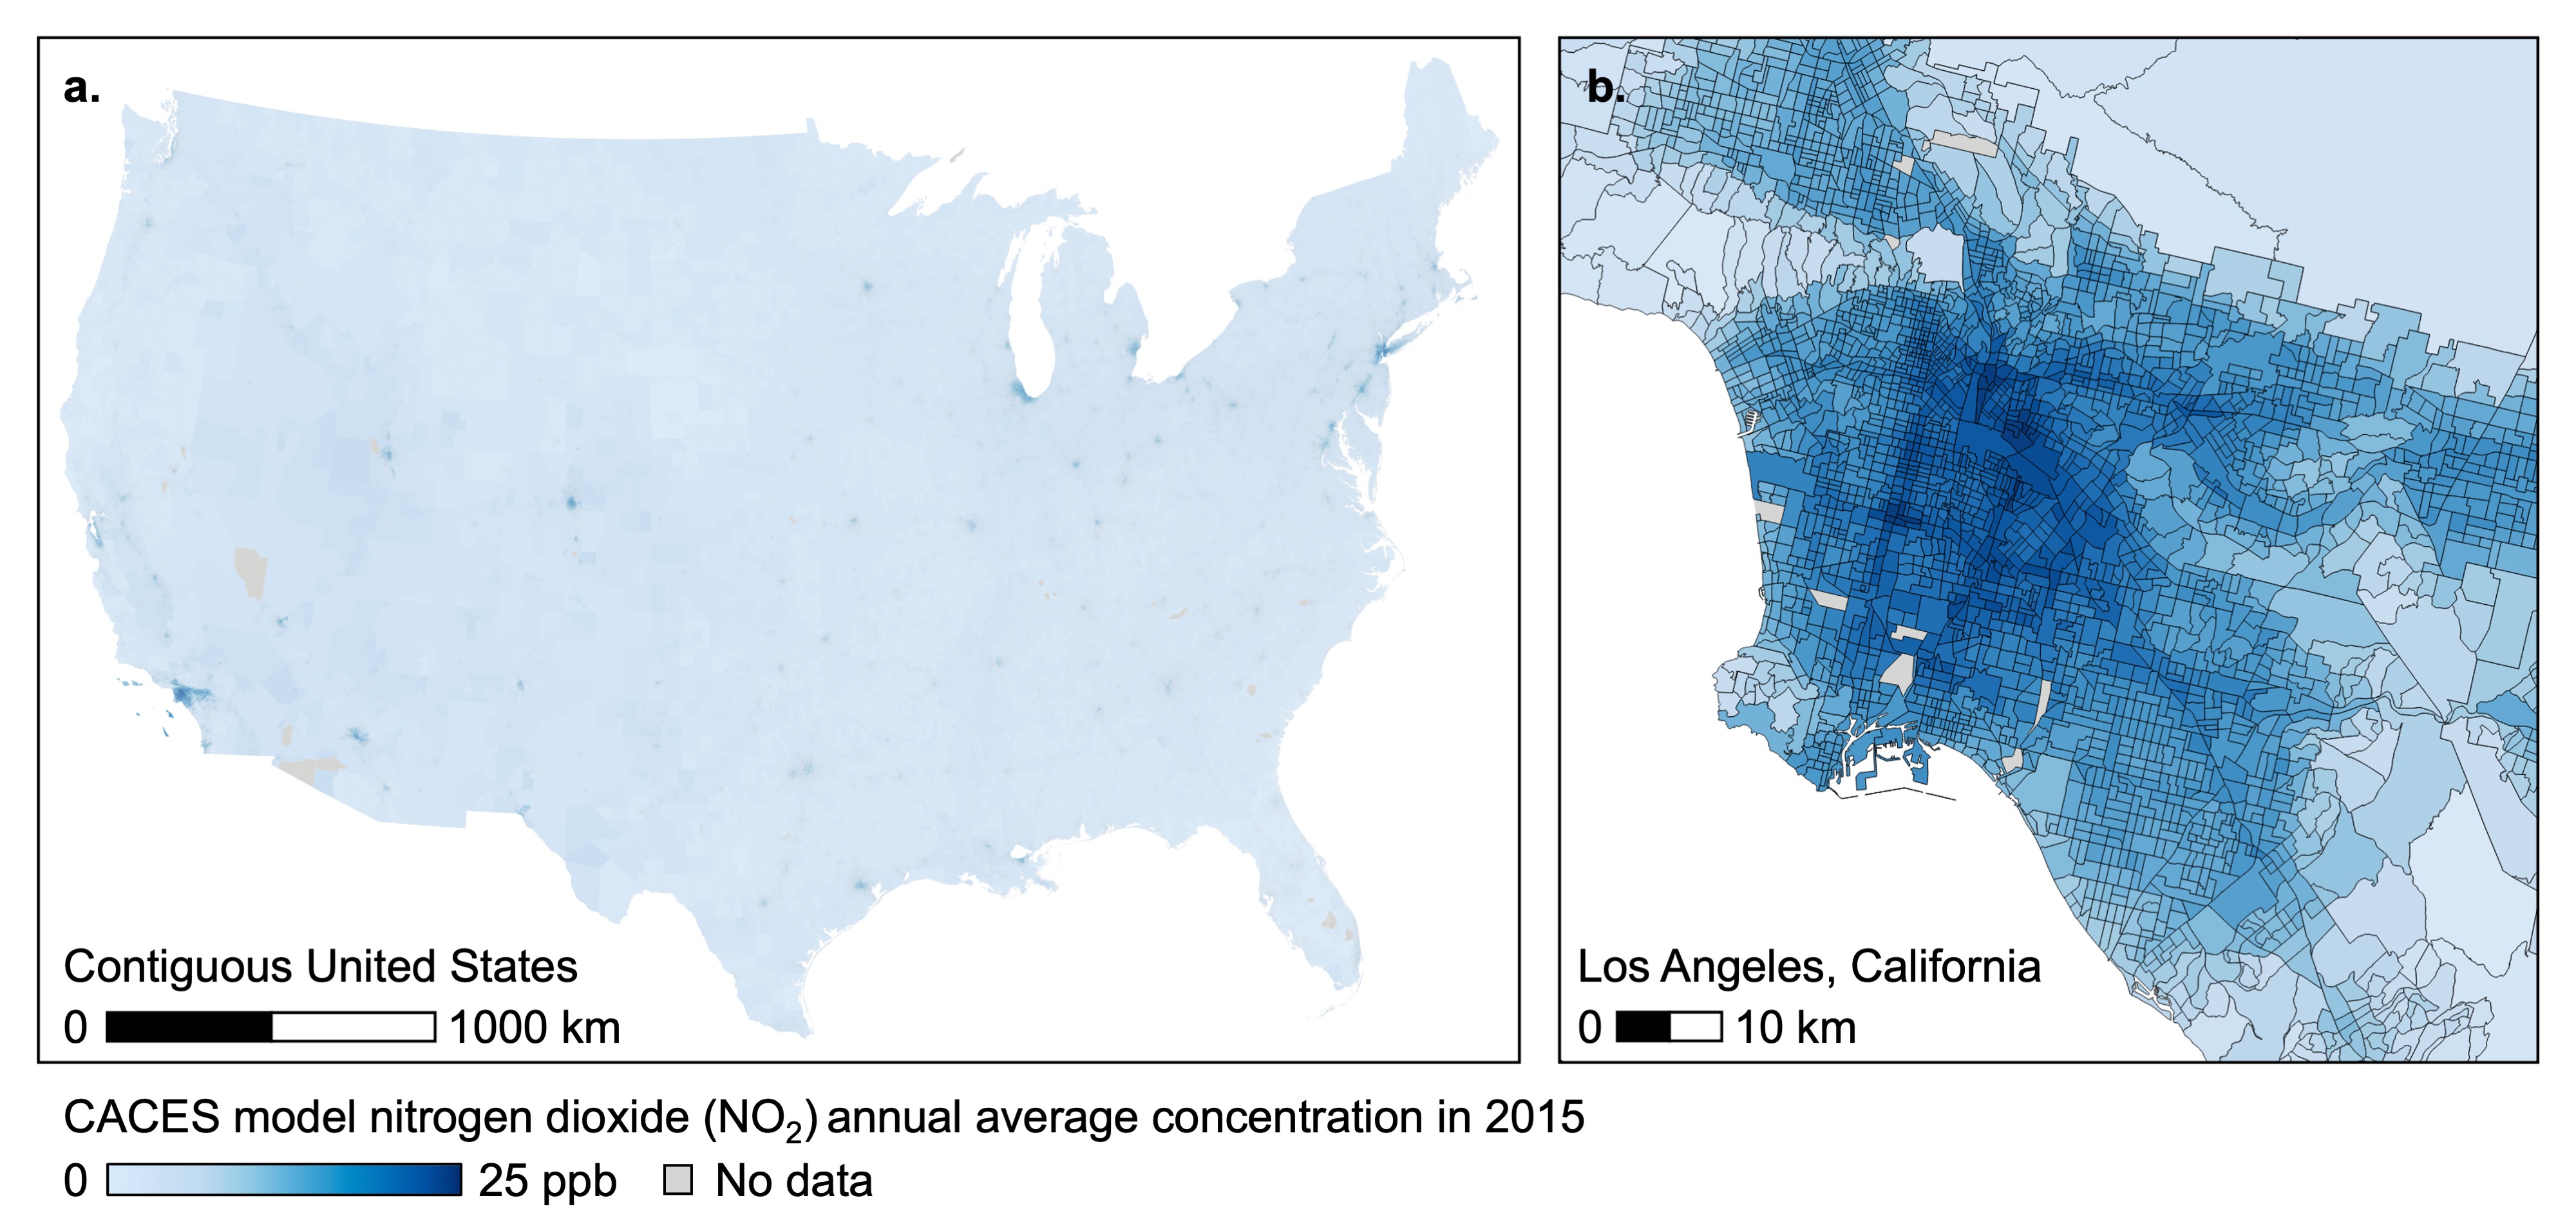 a.
Contiguous United States
0 1000 km
b.
Los Angeles, California
0 10 km
CACES model nitrogen dioxide (NO₂) annual average concentration in 2015
0 25 ppb No data